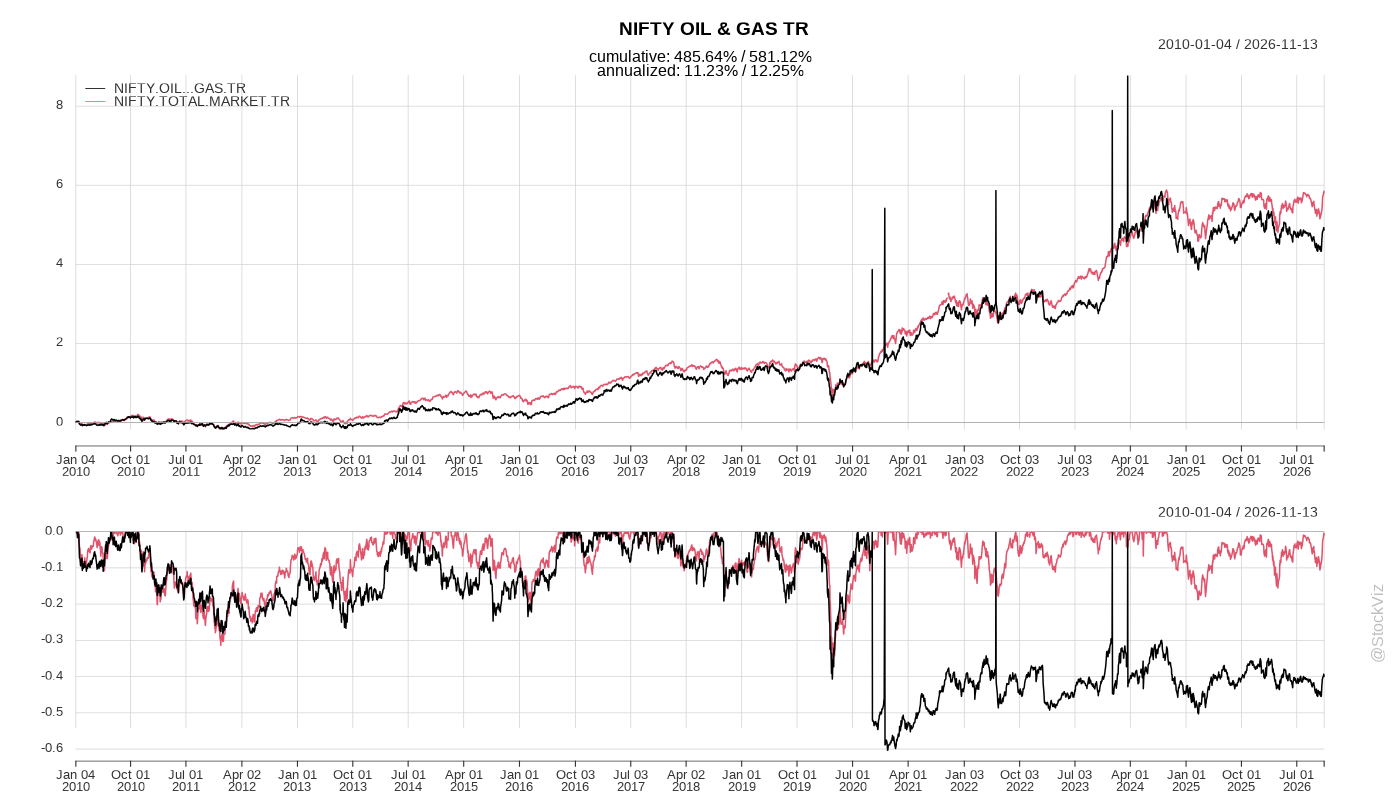 NIFTY OIL & GAS TR
2010-01-04 / 2026-11-13
cumulative: 485.64% / 581.12%
annualized: 11.23% / 12.25%
NIFTY.OIL...GAS.TR
NIFTY.TOTAL.MARKET.TR
8
6
4
2
0
Jan 04 Oct 01 Jul 01 Apr 02 Jan 01 Oct 01 Jul 01 Apr 01 Jan 01 Oct 03 Jul 03 Apr 02 Jan 01 Oct 01 Jul 01 Apr 01 Jan 03 Oct 03 Jul 03 Apr 01 Jan 01 Oct 01 Jul 01
2010 2010 2011 2012 2013 2013 2014 2015 2016 2016 2017 2018 2019 2019 2020 2021 2022 2022 2023 2024 2025 2025 2026
2010-01-04 / 2026-11-13
0.0
-0.1
-0.2
-0.3
-0.4
-0.5
-0.6
Jan 04 Oct 01 Jul 01 Apr 02 Jan 01 Oct 01 Jul 01 Apr 01 Jan 01 Oct 03 Jul 03 Apr 02 Jan 01 Oct 01 Jul 01 Apr 01 Jan 03 Oct 03 Jul 03 Apr 01 Jan 01 Oct 01 Jul 01
2010 2010 2011 2012 2013 2013 2014 2015 2016 2016 2017 2018 2019 2019 2020 2021 2022 2022 2023 2024 2025 2025 2026
@StockViz